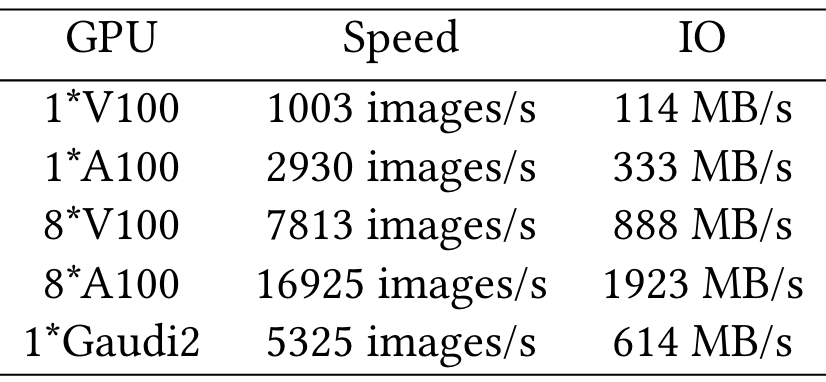 GPU Speed IO
1*V100 1003 images/s 114 MB/s
1*A100 2930 images/s 333 MB/s
8*V100 7813 images/s 888 MB/s
8*A100 16925 images/s 1923 MB/s
1*Gaudi2 5325 images/s 614 MB/s